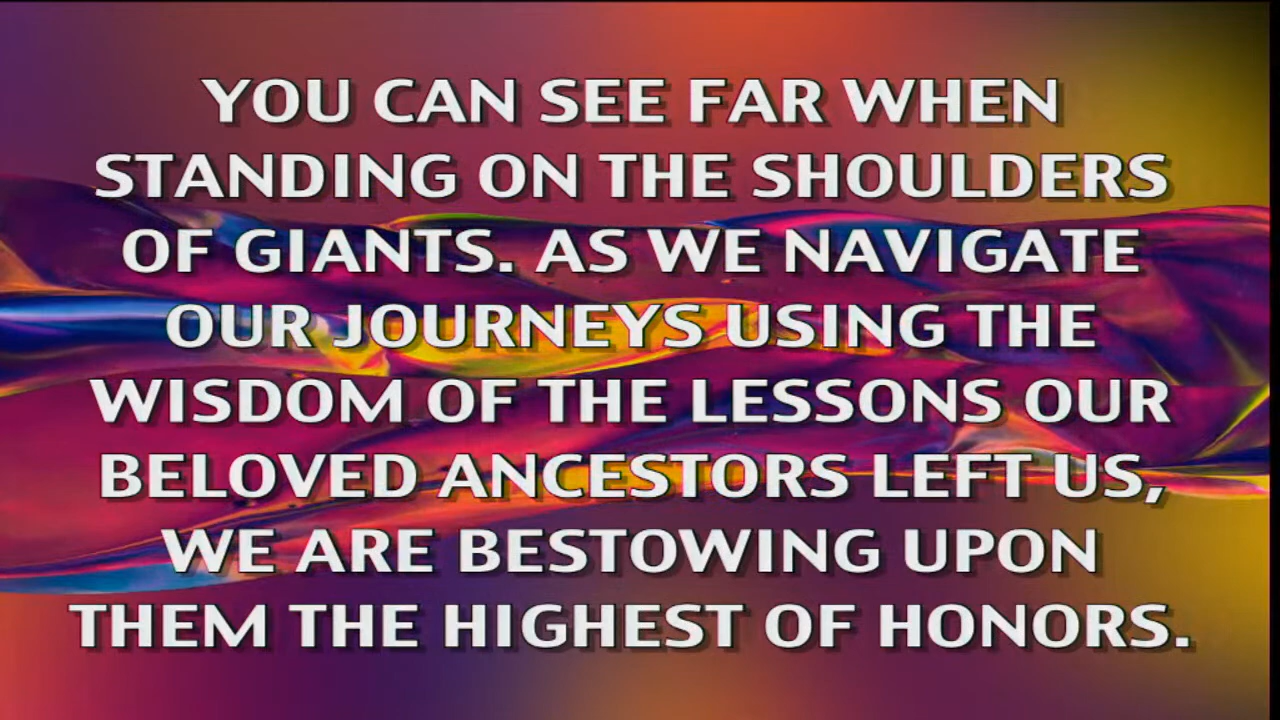 YOU CAN SEE FAR WHEN
STANDING ON THE SHOULDERS
OF GIANTS. AS WE NAVIGATE
OUR JOURNEYS USING THE
WISDOM OF THE LESSONS OUR
BELOVED ANCESTORS LEFT US,
WE ARE BESTOWING UPON
THEM THE HIGHEST OF HONORS.